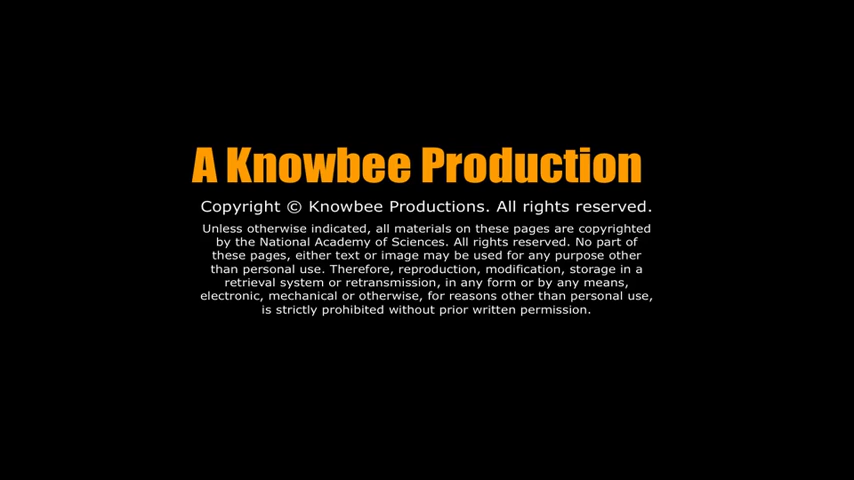 A Knowbee Production
Copyright © Knowbee Productions. All rights reserved.
Unless otherwise indicated, all materials on these pages are copyrighted
by the National Academy of Sciences. All rights reserved. No part of
these pages, either text or image may be used for any purpose other
than personal use. Therefore, reproduction, modification, storage in a
retrieval system or retransmission, in any form or by any means,
electronic, mechanical or otherwise, for reasons other than personal use,
is strictly prohibited without prior written permission.